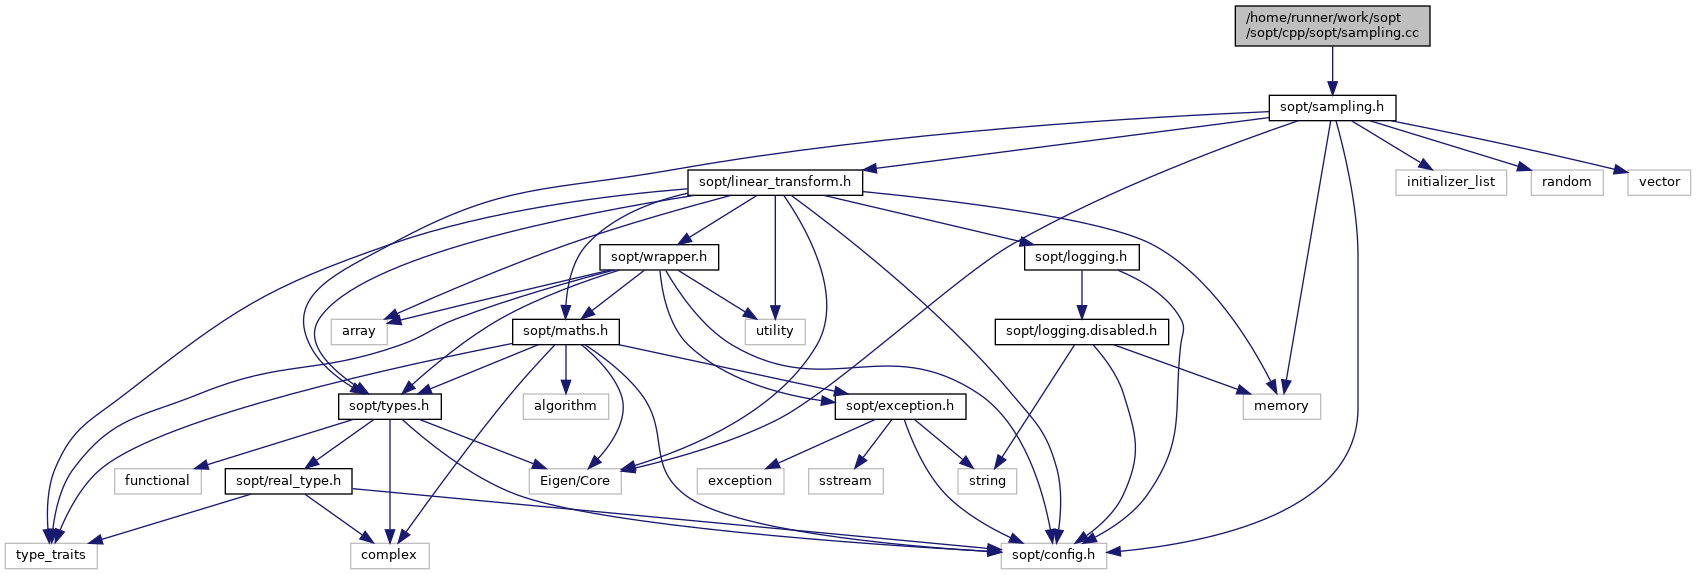 /home/runner/work/sopt
/sopt/cpp/sopt/sampling.cc
sopt/sampling.h
sopt/linear_transform.h
initializer_list
random
vector
sopt/wrapper.h
sopt/logging.h
array
sopt/maths.h
utility
sopt/logging.disabled.h
sopt/types.h
algorithm
sopt/exception.h
memory
functional
sopt/real_type.h
Eigen/Core
exception
sstream
string
type_traits
complex
sopt/config.h